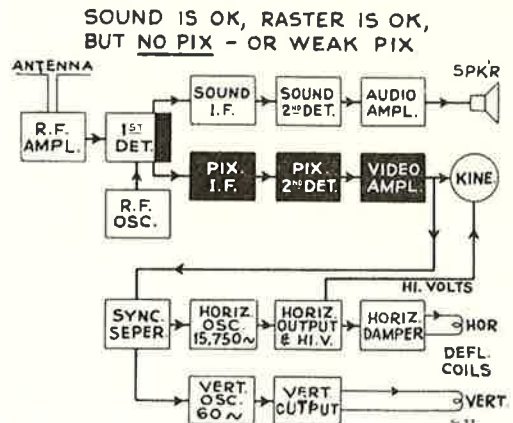 SOUND IS OK, RASTER IS OK,
BUT NO PIX - OR WEAK PIX
ANTENNA
R.F.
AMPL.
1ST
DET.
R.F.
OSC.
SOUND
I.F.
SOUND
2ND DET.
AUDIO
AMPL.
SPK'R
PIX.
I.F.
PIX.
2ND DET.
VIDEO
AMPL.
KINE.
HI. VOLTS
SYNC.
SEPER.
HORIZ.
OSC.
15,750~
HORIZ.
OUTPUT
& HI.V.
HORIZ.
DAMPER
HOR
DEFL.
COILS
VERT.
OSC.
60~
VERT.
OUTPUT
VERT.